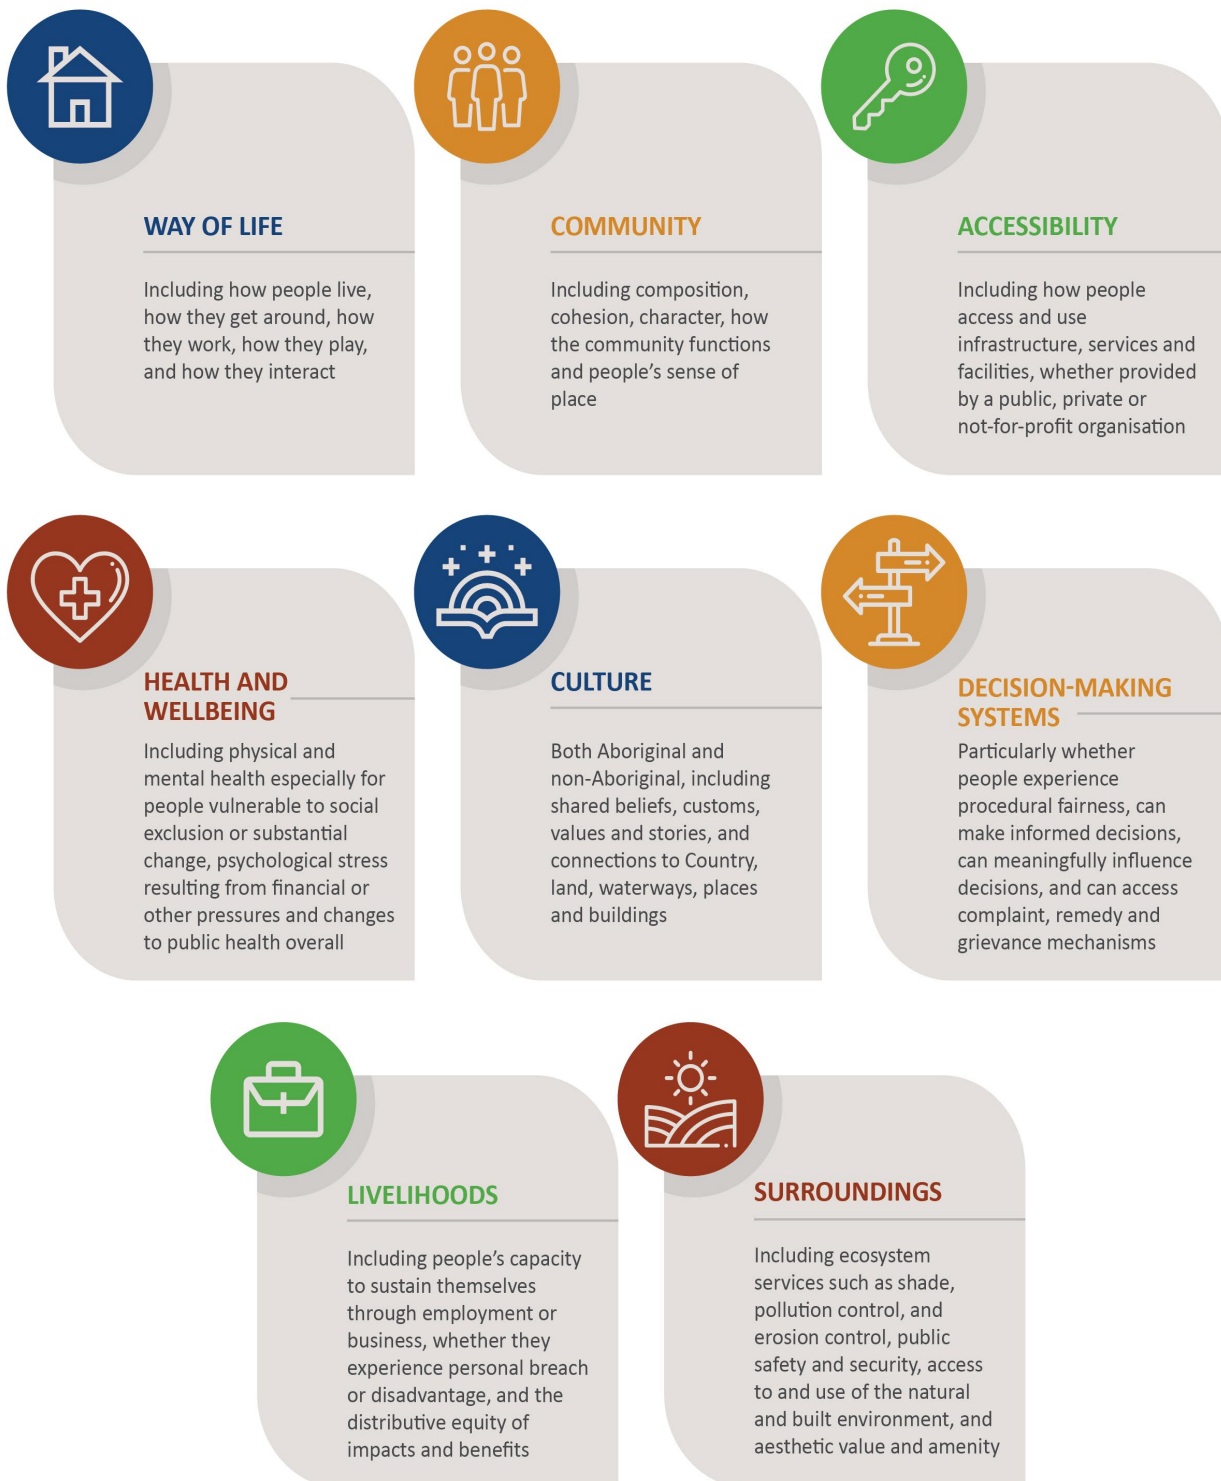 WAY OF LIFE
Including how people live,
how they get around, how
they work, how they play,
and how they interact
COMMUNITY
Including composition,
cohesion, character, how
the community functions
and people's sense of
place
ACCESSIBILITY
Including how people
access and use
infrastructure, services and
facilities, whether provided
by a public, private or
not-for-profit organisation
HEALTH AND
WELLBEING
Including physical and
mental health especially for
people vulnerable to social
exclusion or substantial
change, psychological stress
resulting from financial or
other pressures and changes
to public health overall
CULTURE
Both Aboriginal and
non-Aboriginal, including
shared beliefs, customs,
values and stories, and
connections to Country,
land, waterways, places
and buildings
DECISION-MAKING
SYSTEMS
Particularly whether
people experience
procedural fairness, can
make informed decisions,
can meaningfully influence
decisions, and can access
complaint, remedy and
grievance mechanisms
LIVELIHOODS
Including people's capacity
to sustain themselves
through employment or
business, whether they
experience personal breach
or disadvantage, and the
distributive equity of
impacts and benefits
SURROUNDINGS
Including ecosystem
services such as shade,
pollution control, and
erosion control, public
safety and security, access
to and use of the natural
and built environment, and
aesthetic value and amenity